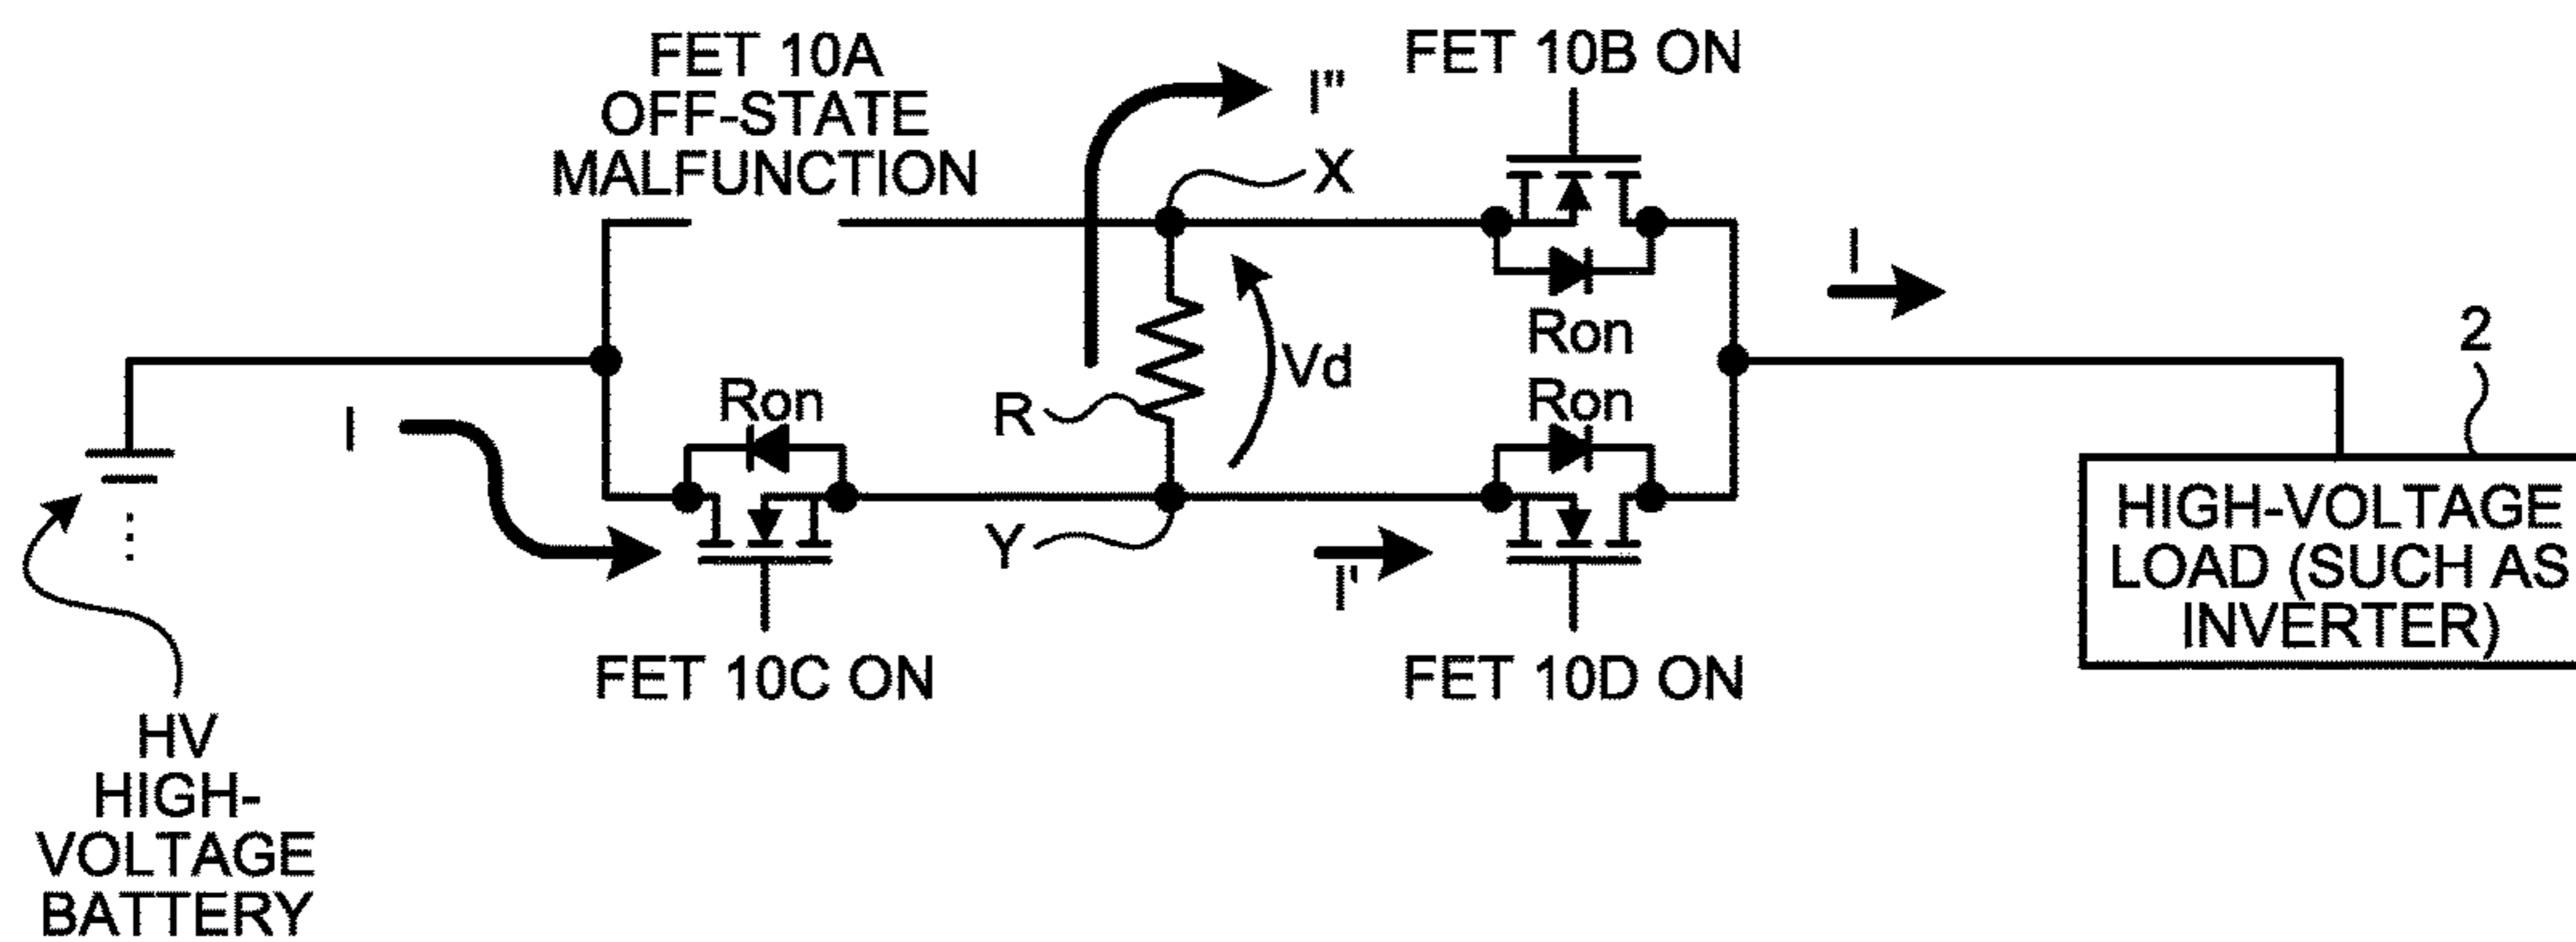 FET 10A
OFF-STATE
MALFUNCTION
I"
FET 10B ON
X
I
Ron
2
Vd
R
Ron
Ron
I
HIGH-VOLTAGE
LOAD (SUCH AS
INVERTER)
Y
I'
FET 10C ON
FET 10D ON
HV
HIGH-
VOLTAGE
BATTERY